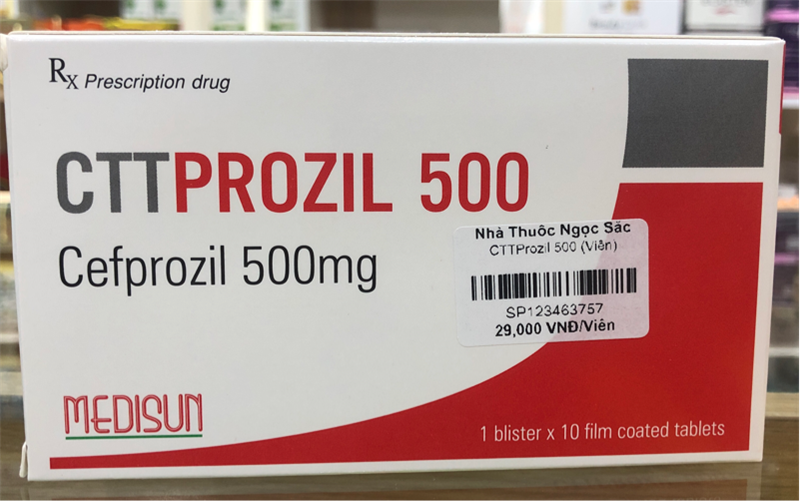 Rx Prescription drug
CTTPROZIL 500
Cefprozil 500mg
Nhà Thuốc Ngọc Sắc
CTTProzil 500 (Viên)
SP123463757
29,000 VNĐ/Viên
MEDISUN
1 blister x 10 film coated tablets